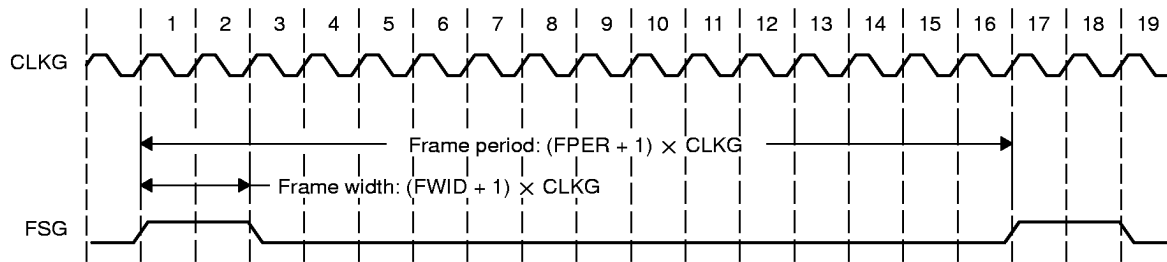 1 2 3 4 5 6 7 8 9 10 11 12 13 14 15 16 17 18 19
CLKG
Frame period: (FPER + 1) × CLKG
Frame width: (FWID + 1) × CLKG
FSG